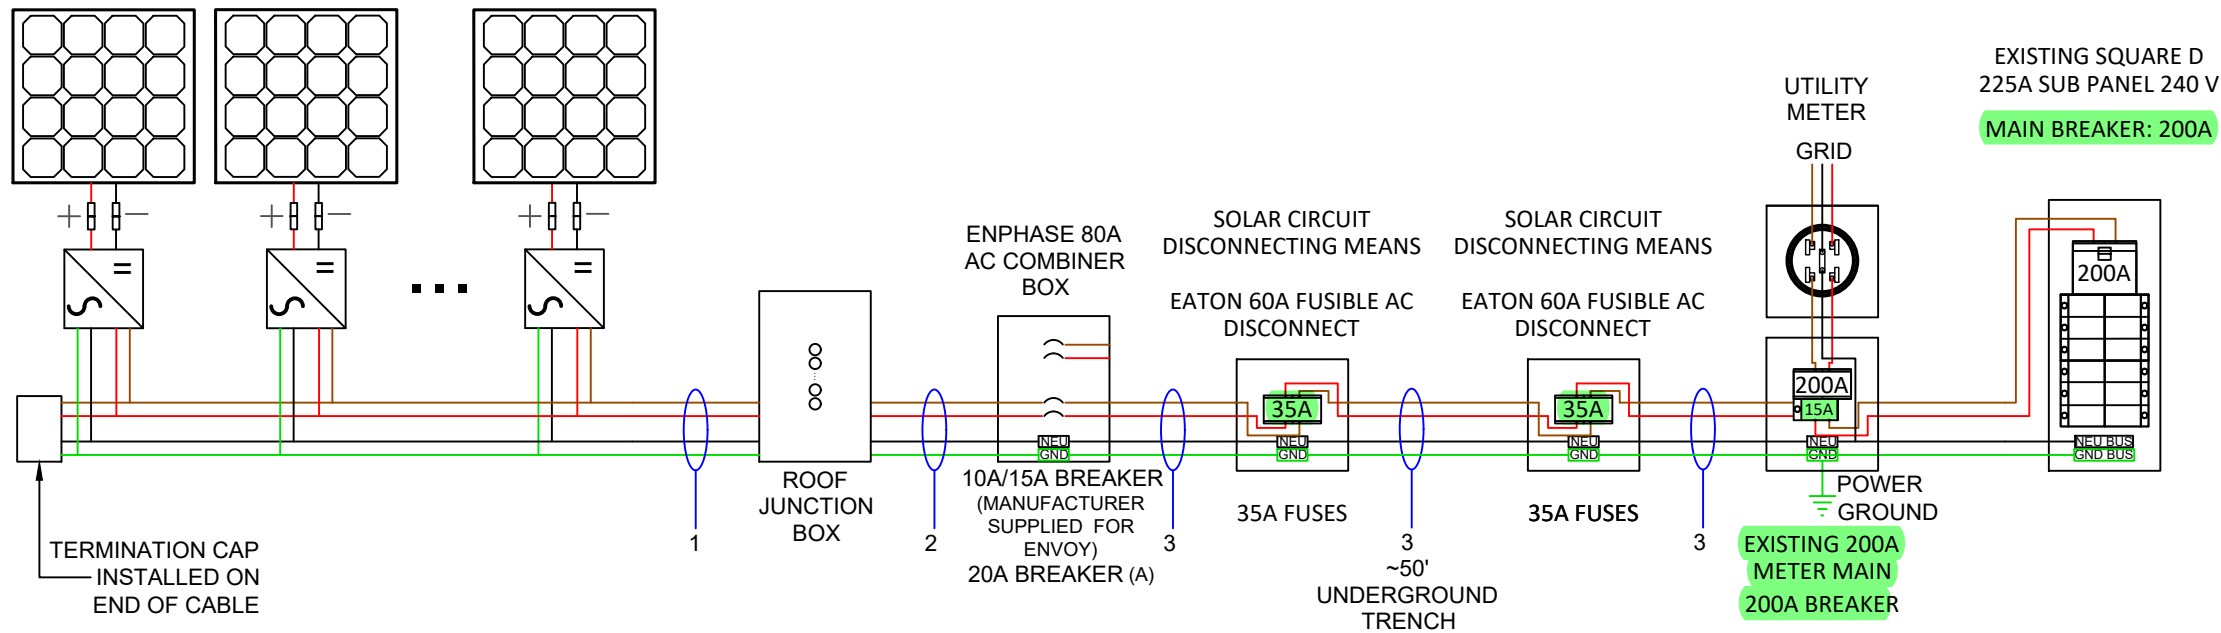 EXISTING SQUARE D
225A SUB PANEL 240 V
MAIN BREAKER: 200A
UTILITY
METER
GRID
SOLAR CIRCUIT
DISCONNECTING MEANS
EATON 60A FUSIBLE AC
DISCONNECT
SOLAR CIRCUIT
DISCONNECTING MEANS
EATON 60A FUSIBLE AC
DISCONNECT
ENPHASE 80A
AC COMBINER
BOX
+
−
+
−
+
−
=
=
=
200A
200A
15A
35A
35A
NEU
GND
NEU
GND
NEU
GND
NEU
GND
NEU BUS
GND BUS
ROOF
JUNCTION
BOX
10A/15A BREAKER
(MANUFACTURER
SUPPLIED FOR
ENVOY)
20A BREAKER (A)
35A FUSES
35A FUSES
POWER
GROUND
EXISTING 200A
METER MAIN
200A BREAKER
1
2
3
3
~50'
UNDERGROUND
TRENCH
3
TERMINATION CAP
INSTALLED ON
END OF CABLE